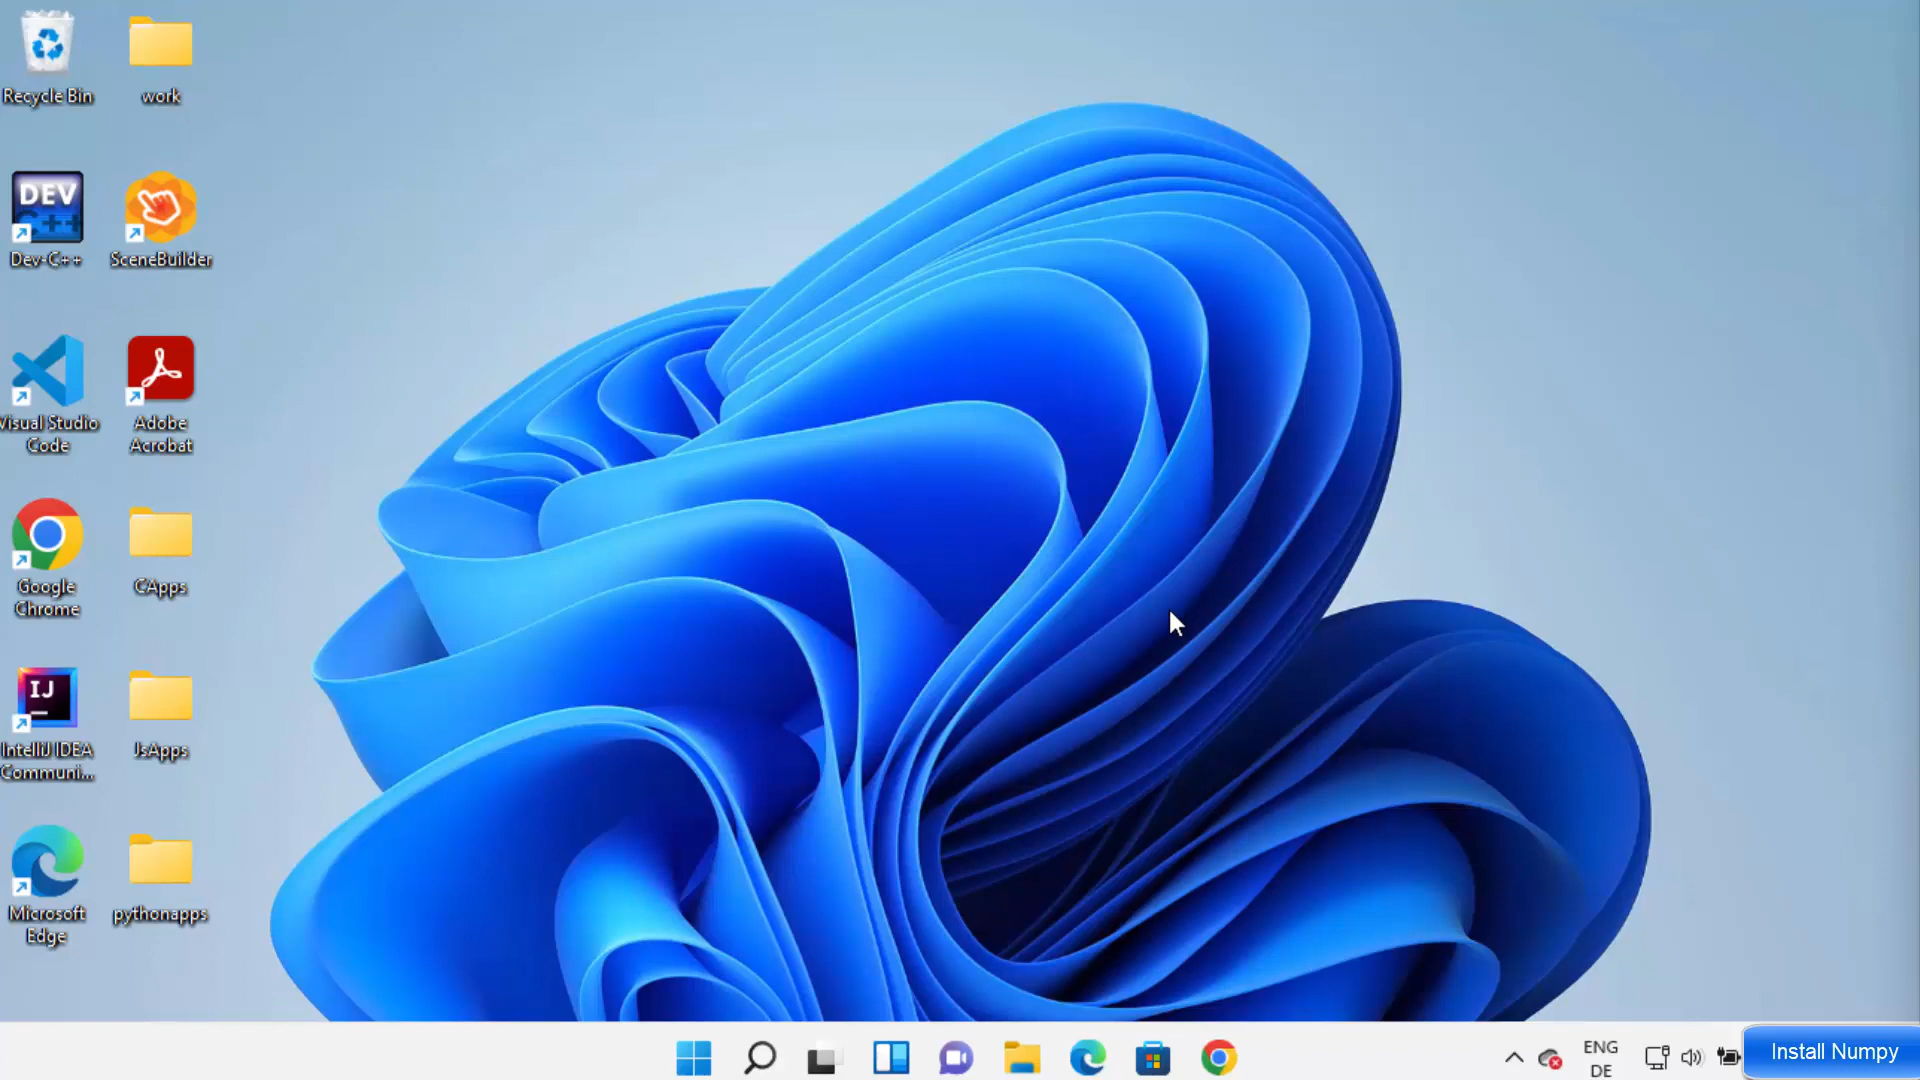 Recycle Bin
work
DEV
C++
Dev-C++
SceneBuilder
Visual Studio
Code
Adobe
Acrobat
Google
Chrome
CApps
IJ
IntelliJ IDEA
Communi...
JsApps
Microsoft
Edge
pythonapps
ENG
DE
Install Numpy